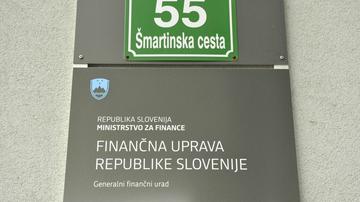 55
Šmartinska cesta
REPUBLIKA SLOVENIJA
MINISTRSTVO ZA FINANCE
FINANČNA UPRAVA
REPUBLIKE SLOVENIJE
Generalni finančni urad